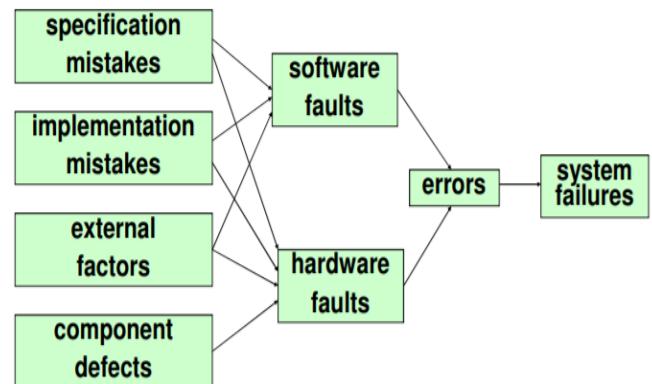 specification
mistakes
implementation
mistakes
external
factors
component
defects
software
faults
hardware
faults
errors
system
failures